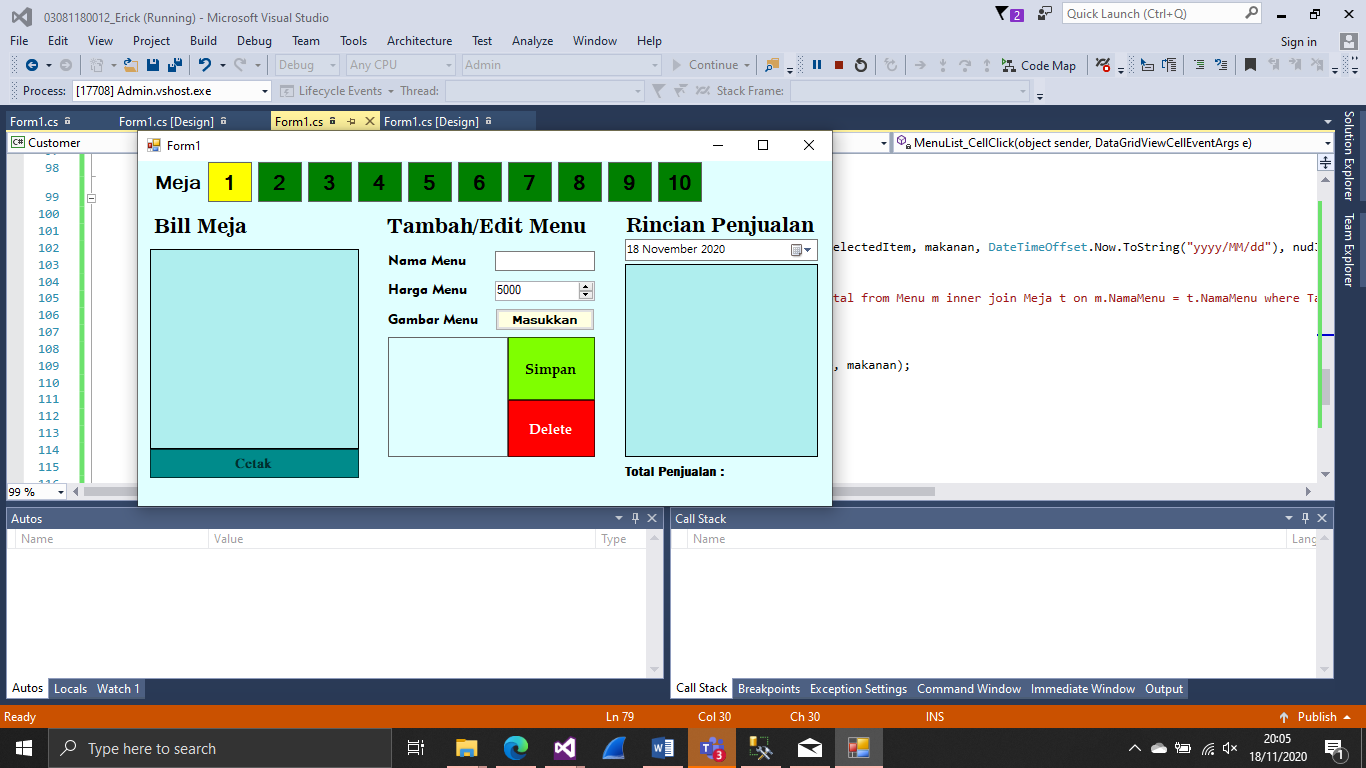 03081180012_Erick (Running) - Microsoft Visual Studio
2
Quick Launch (Ctrl+Q)
File Edit View Project Build Debug Team Tools Architecture Test Analyze Window Help
Sign in
Debug Any CPU Admin Continue Code Map
Process: [17708] Admin.vshost.exe Lifecycle Events Thread: Stack Frame:
Form1.cs Form1.cs [Design] Form1.cs Form1.cs [Design]
C# Customer
MenuList_CellClick(object sender, DataGridViewCellEventArgs e)
Form1
Meja 1 2 3 4 5 6 7 8 9 10
Bill Meja
Cetak
Tambah/Edit Menu
Nama Menu
Harga Menu 5000
Gambar Menu Masukkan
Simpan
Delete
Rincian Penjualan
18 November 2020
Total Penjualan :
98
99
100
101
102
103
104
105
106
107
108
109
110
111
112
113
114
115
electedItem, makanan, DateTimeOffset.Now.ToString("yyyy/MM/dd"), nud
tal from Menu m inner join Meja t on m.NamaMenu = t.NamaMenu where Ta
, makanan);
99 %
Solution Explorer
Team Explorer
Autos
Name Value Type
Autos Locals Watch 1
Call Stack
Name Lang
Call Stack Breakpoints Exception Settings Command Window Immediate Window Output
Ready Ln 79 Col 30 Ch 30 INS Publish
Type here to search
3
20:05
18/11/2020
1